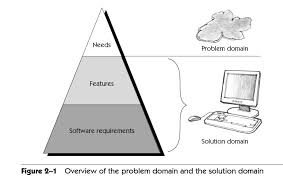 Needs
Problem domain
Features
Software requirements
Solution domain
Figure 2–1 Overview of the problem domain and the solution domain